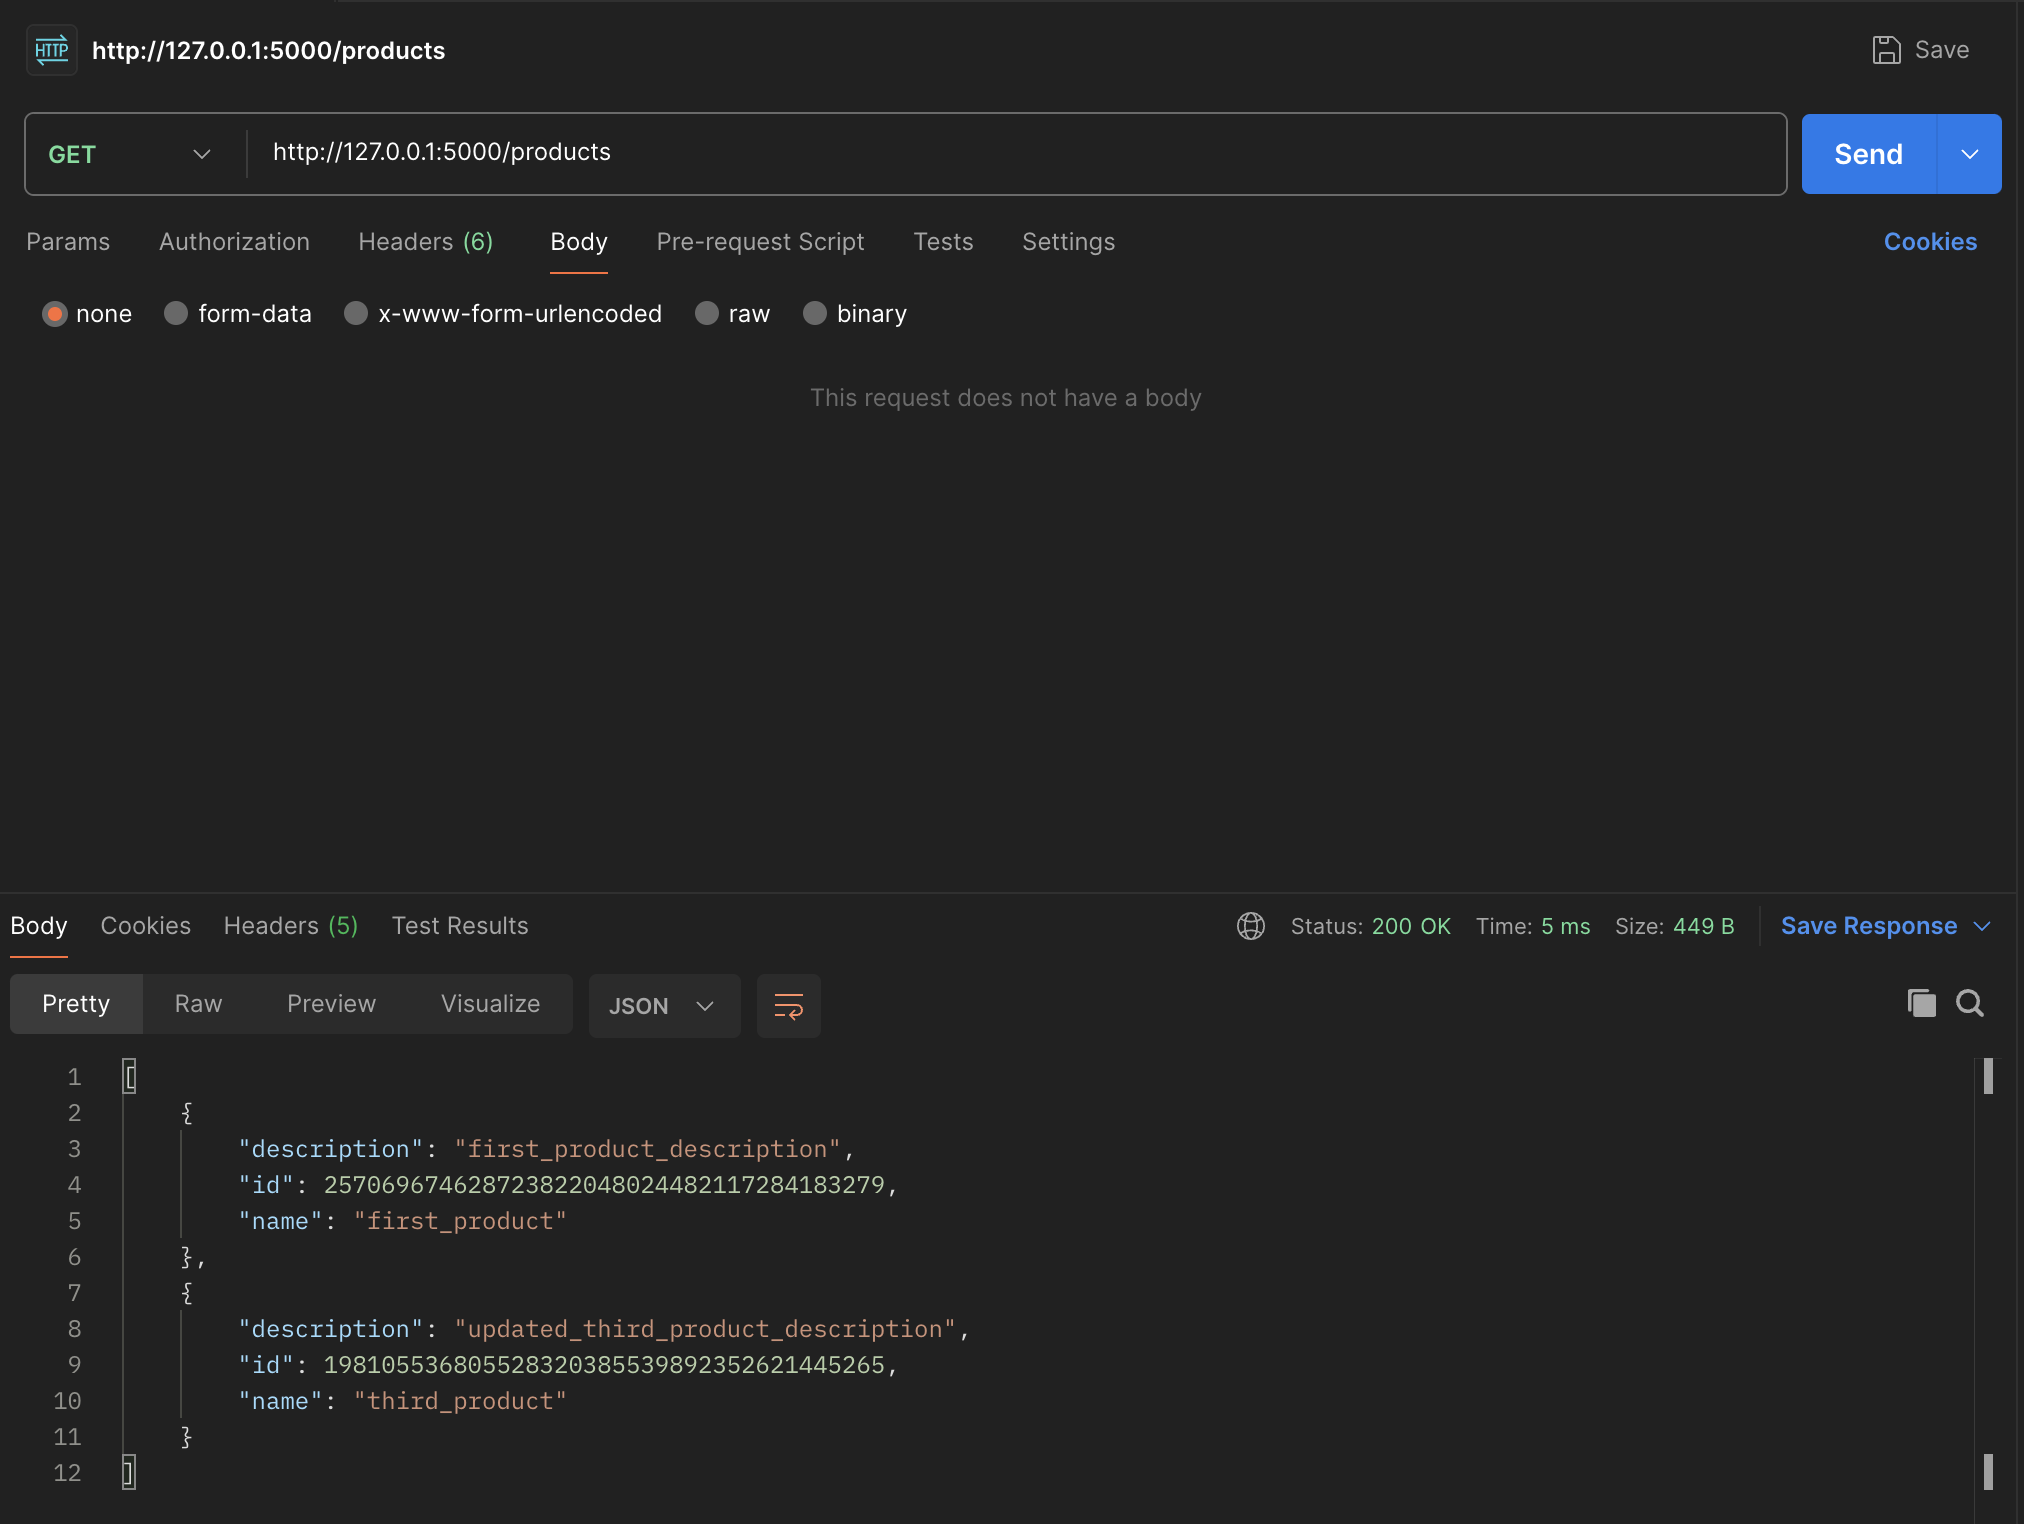 HTTP http://127.0.0.1:5000/products Save
GET http://127.0.0.1:5000/products Send
Params Authorization Headers (6) Body Pre-request Script Tests Settings Cookies
none form-data x-www-form-urlencoded raw binary
This request does not have a body
Body Cookies Headers (5) Test Results Status: 200 OK Time: 5 ms Size: 449 B Save Response
Pretty Raw Preview Visualize JSON
1 [
2 {
3 "description": "first_product_description",
4 "id": 257069674628723822048024482117284183279,
5 "name": "first_product"
6 },
7 {
8 "description": "updated_third_product_description",
9 "id": 198105536805528320385539892352621445265,
10 "name": "third_product"
11 }
12 ]